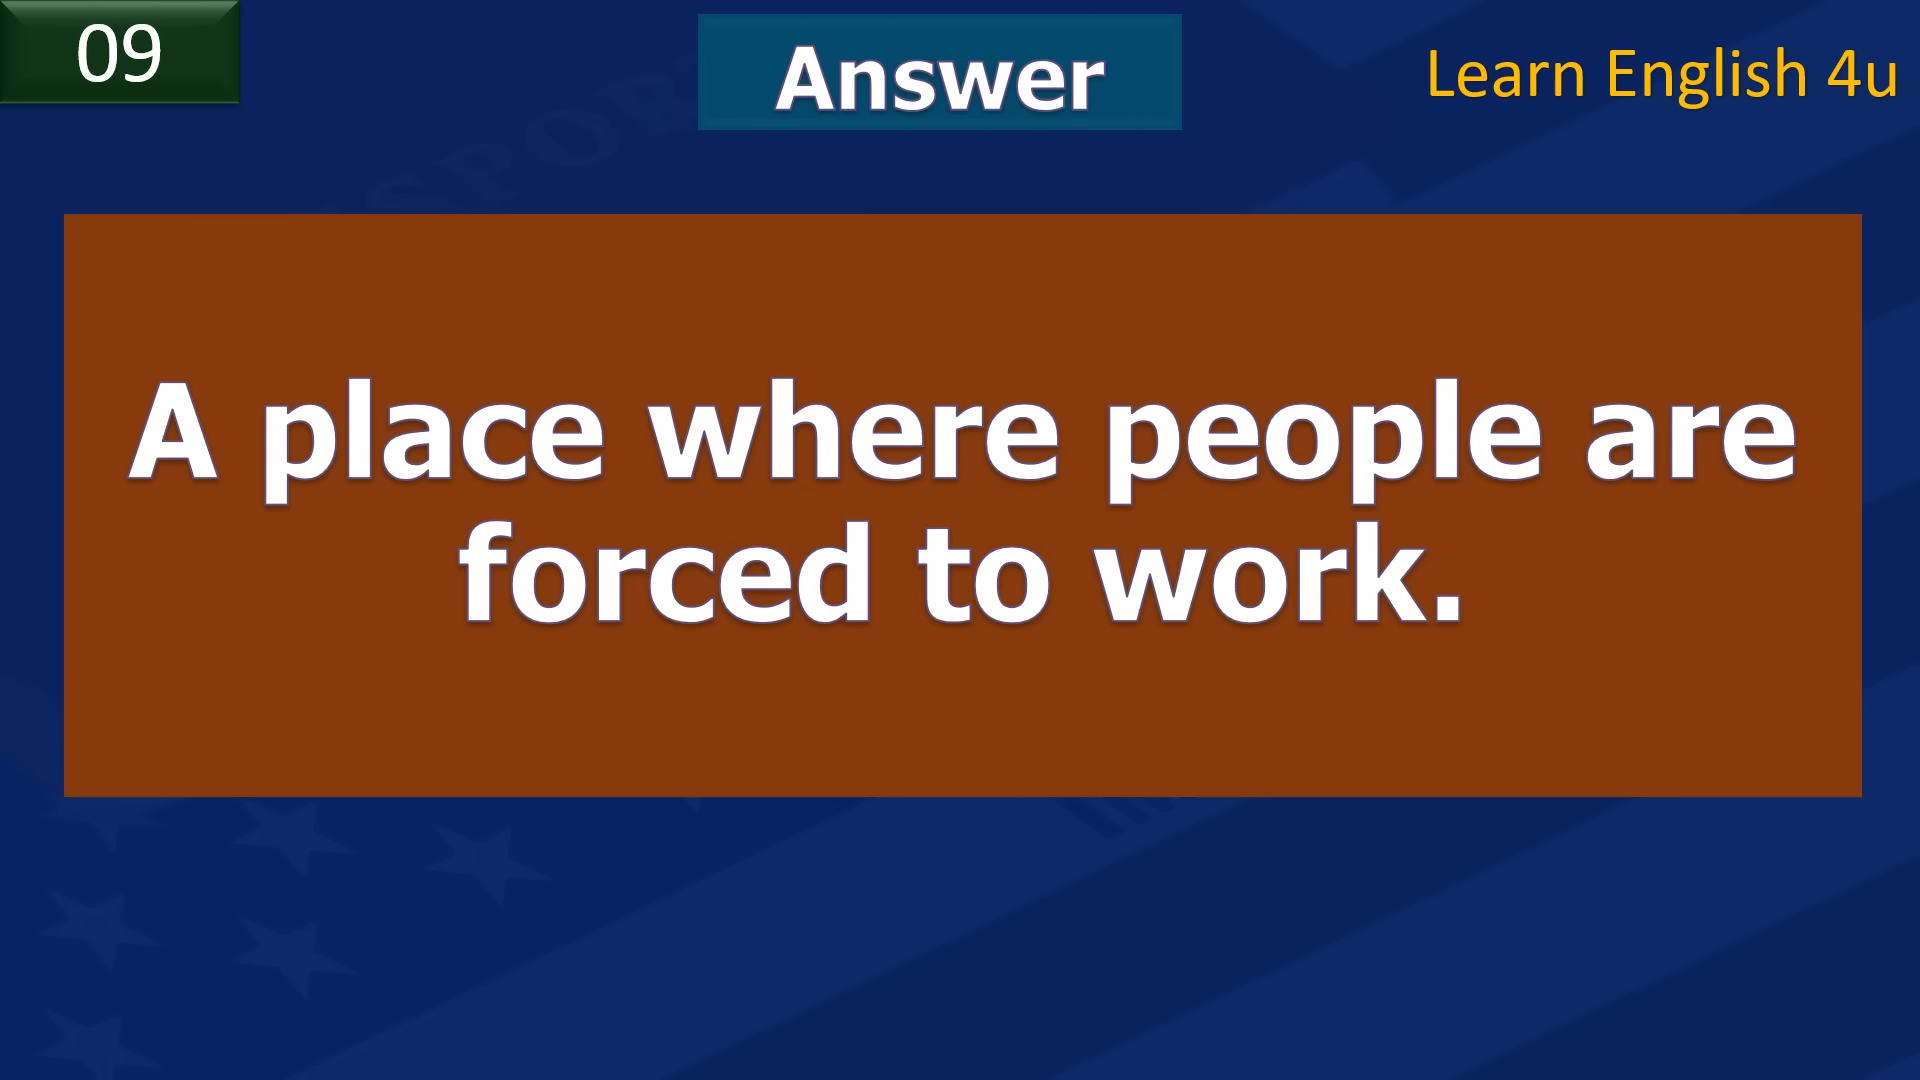 09
Answer
Learn English 4u
A place where people are
forced to work.